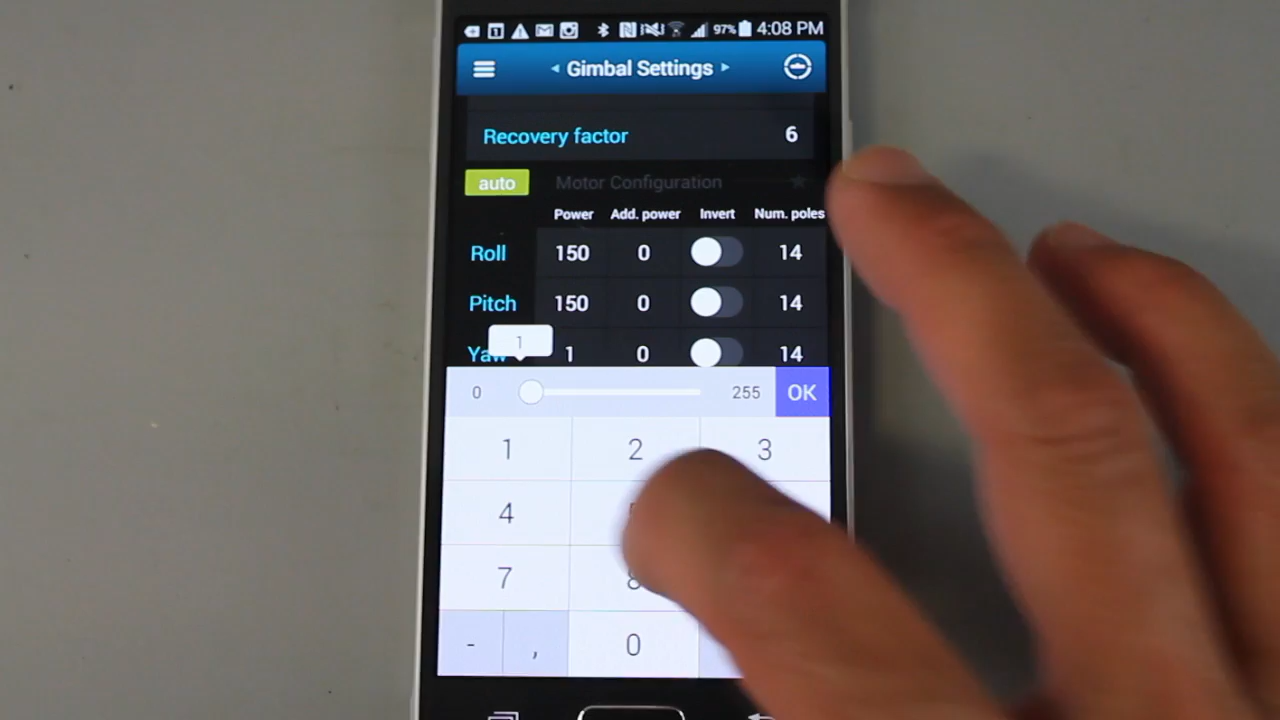 97% 4:08 PM
Gimbal Settings
Recovery factor 6
auto Motor Configuration
Power Add. power Invert Num. poles
Roll 150 0 14
Pitch 150 0 14
1
Yaw 1 0 14
0 255 OK
1 2 3
4
7 8
- , 0